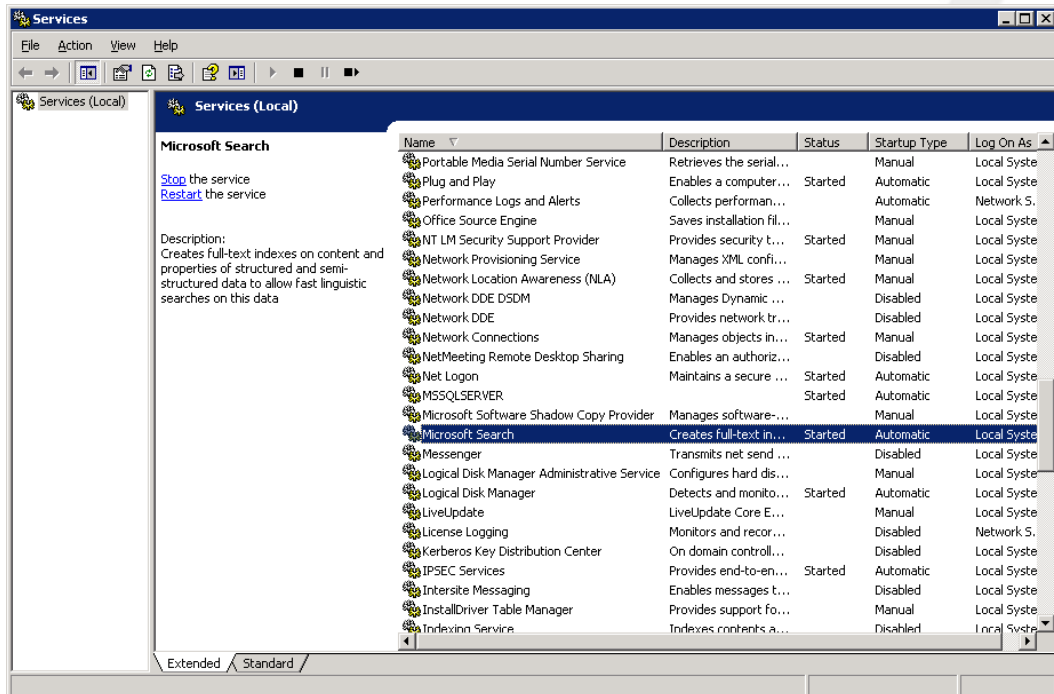 Services
File Action View Help
Services (Local)
Services (Local)
Microsoft Search
Stop the service
Restart the service
Description:
Creates full-text indexes on content and
properties of structured and semi-
structured data to allow fast linguistic
searches on this data
Name Description Status Startup Type Log On As
Portable Media Serial Number Service Retrieves the serial... Manual Local Syste
Plug and Play Enables a computer... Started Automatic Local Syste
Performance Logs and Alerts Collects performan... Automatic Network S.
Office Source Engine Saves installation fil... Manual Local Syste
NT LM Security Support Provider Provides security t... Started Manual Local Syste
Network Provisioning Service Manages XML confi... Manual Local Syste
Network Location Awareness (NLA) Collects and stores ... Started Manual Local Syste
Network DDE DSDM Manages Dynamic ... Disabled Local Syste
Network DDE Provides network tr... Disabled Local Syste
Network Connections Manages objects in... Started Manual Local Syste
NetMeeting Remote Desktop Sharing Enables an authoriz... Disabled Local Syste
Net Logon Maintains a secure ... Started Automatic Local Syste
MSSQLSERVER Started Automatic Local Syste
Microsoft Software Shadow Copy Provider Manages software-... Manual Local Syste
Microsoft Search Creates full-text in... Started Automatic Local Syste
Messenger Transmits net send ... Disabled Local Syste
Logical Disk Manager Administrative Service Configures hard dis... Manual Local Syste
Logical Disk Manager Detects and monito... Started Automatic Local Syste
LiveUpdate LiveUpdate Core E... Manual Local Syste
License Logging Monitors and recor... Disabled Network S.
Kerberos Key Distribution Center On domain controll... Disabled Local Syste
IPSEC Services Provides end-to-en... Started Automatic Local Syste
Intersite Messaging Enables messages t... Disabled Local Syste
InstallDriver Table Manager Provides support fo... Manual Local Syste
Indexing Service Indexes contents a... Disabled Local Syste
Extended Standard